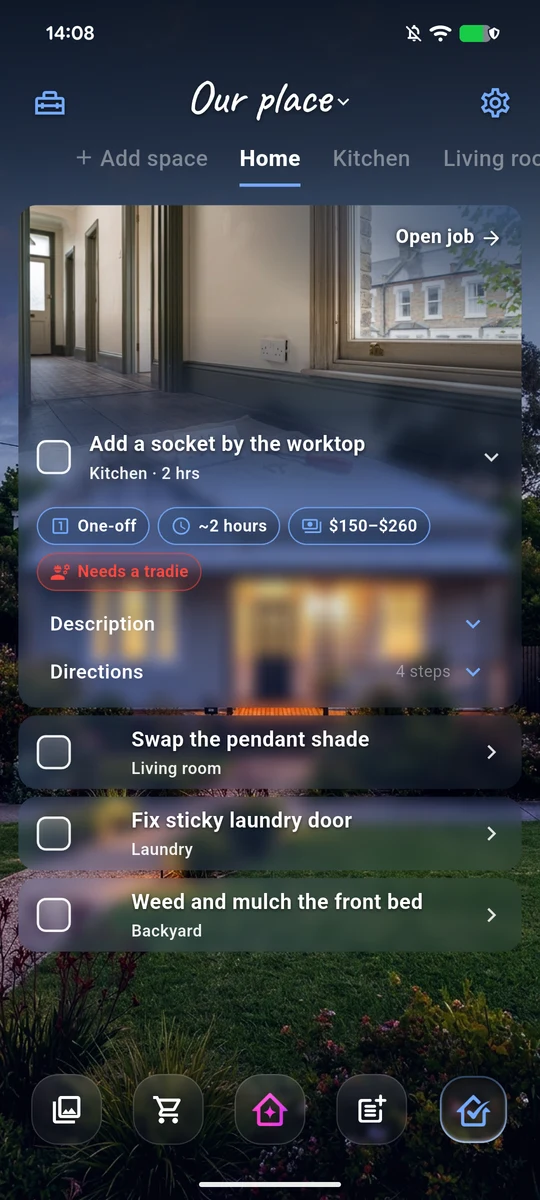 14:08
Our place
+ Add space Home Kitchen Living roo
Open job →
Add a socket by the worktop
Kitchen · 2 hrs
One-off ~2 hours $150–$260
Needs a tradie
Description
Directions 4 steps
Swap the pendant shade
Living room
Fix sticky laundry door
Laundry
Weed and mulch the front bed
Backyard